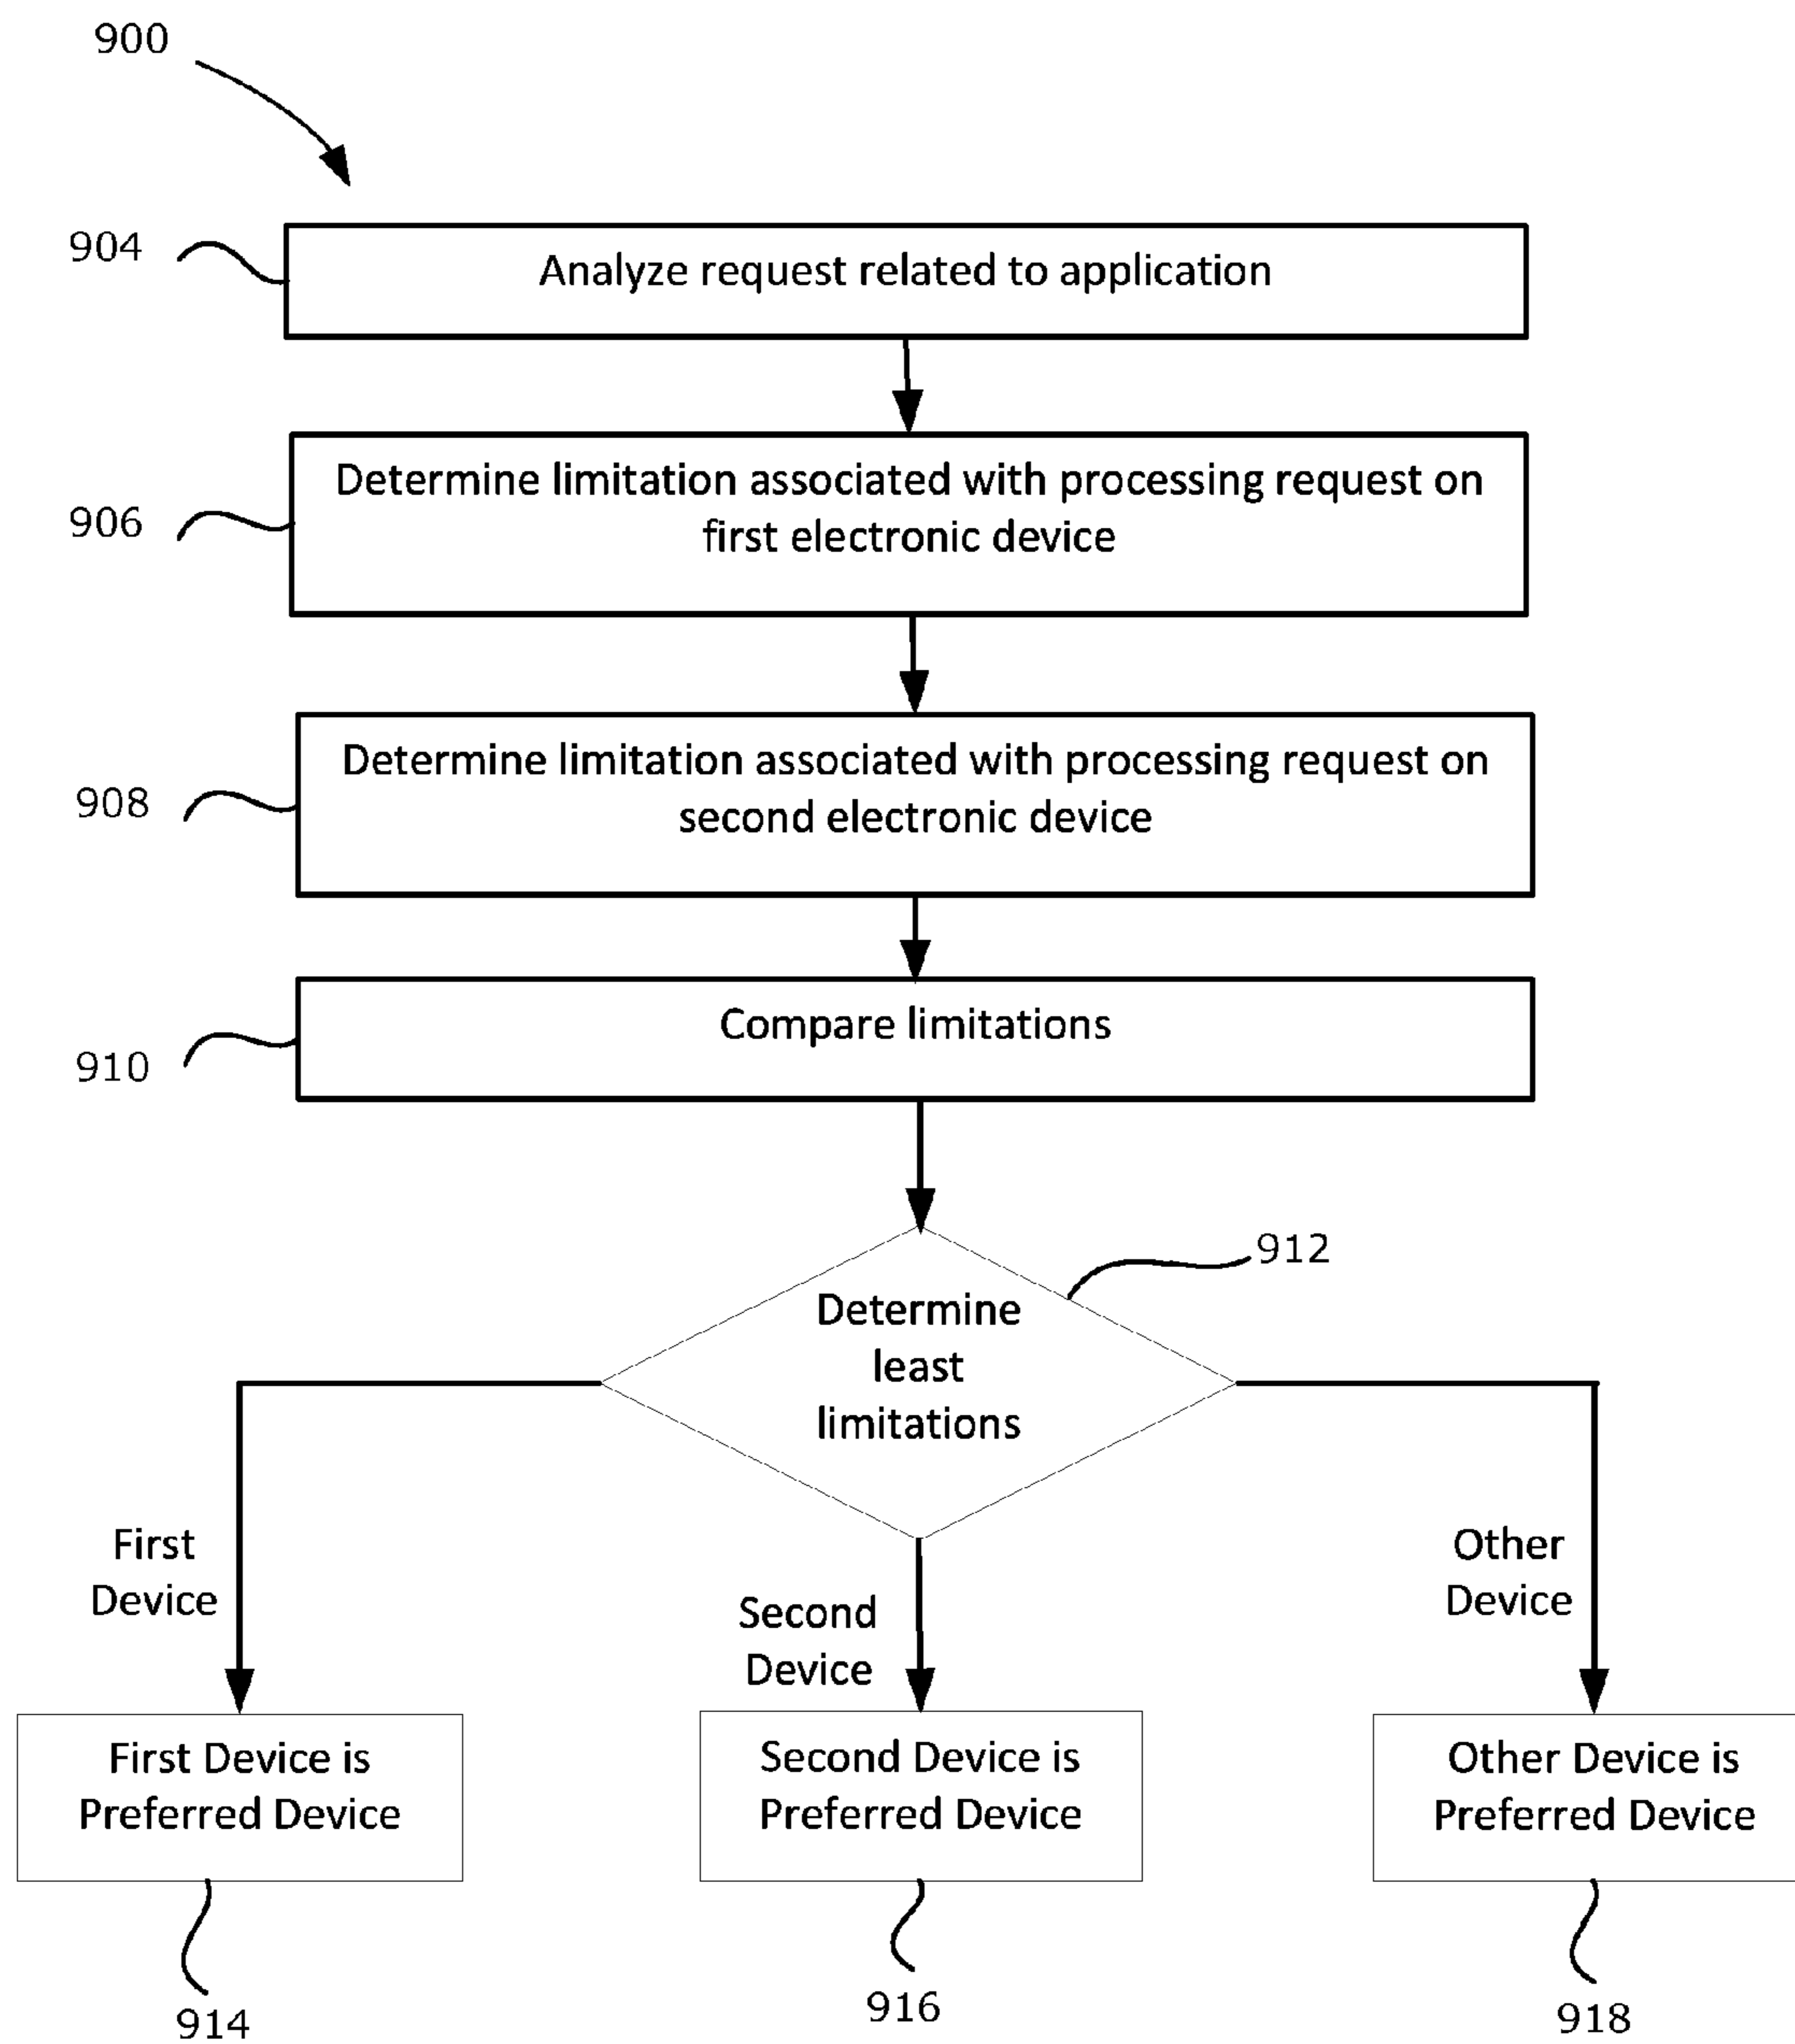 900
904
Analyze request related to application
906
Determine limitation associated with processing request on
first electronic device
908
Determine limitation associated with processing request on
second electronic device
910
Compare limitations
912
Determine
least
limitations
First
Device
Second
Device
Other
Device
First Device is
Preferred Device
Second Device is
Preferred Device
Other Device is
Preferred Device
914
916
918